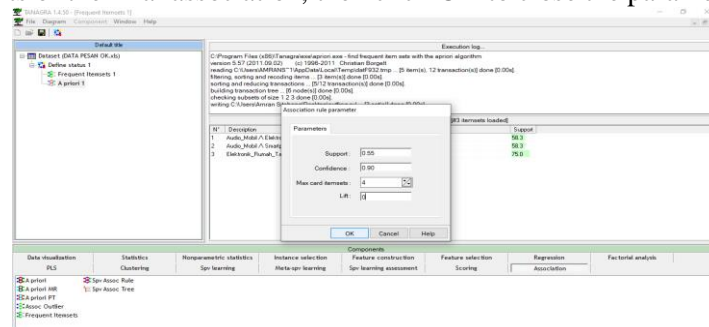 TANAGRA 1.4.50 - [Frequent Itemsets 1]
File Diagram Component Window Help
Default title
Dataset (DATA PESAN OK.xls)
Define status 1
Frequent Itemsets 1
A priori 1
Execution log...
C:\Program Files (x86)\Tanagra\exe\apriori.exe - find frequent item sets with the apriori algorithm
version 5.57 (2011.09.02) (c) 1996-2011 Christian Borgelt
filtering, sorting and recoding items ... [3 item(s)] done [0.00s].
sorting and reducing transactions ... [5/12 transaction(s)] done [0.00s].
building transaction tree ... [6 node(s)] done [0.00s].
checking subsets of size 1 2 3 done [0.00s].
Association rule parameter
Parameters
Support : 0.55
Confidence : 0.90
Max card itemsets : 4
Lift : 0
OK Cancel Help
itemsets loaded]
N° Description Support
1 Audio_Mobil /\ 58.3
2 Audio_Mobil /\ 58.3
3 75.0
Components
Data visualization Statistics Nonparametric statistics Instance selection Feature construction Feature selection Regression Factorial analysis
PLS Clustering Spv learning Meta-spv learning Spv learning assessment Scoring Association
A priori Spv Assoc Rule
A priori MR Spv Assoc Tree
A priori PT
Assoc Outlier
Frequent Itemsets